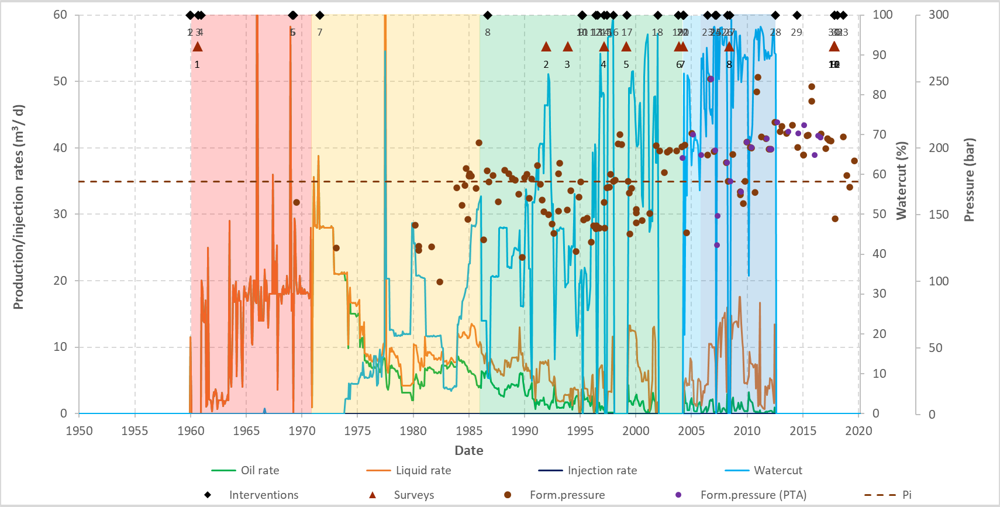 60
50
40
30
20
10
0
Production/injection rates (m³/ d)
100
90
80
70
60
50
40
30
20
10
0
Watercut (%)
300
250
200
150
100
50
0
Pressure (bar)
7 8 17 18 23 28 29
1 2 3 4 5 6 7 8
1950 1955 1960 1965 1970 1975 1980 1985 1990 1995 2000 2005 2010 2015 2020
Date
Oil rate Liquid rate Injection rate Watercut
Interventions Surveys Form.pressure Form.pressure (PTA) Pi